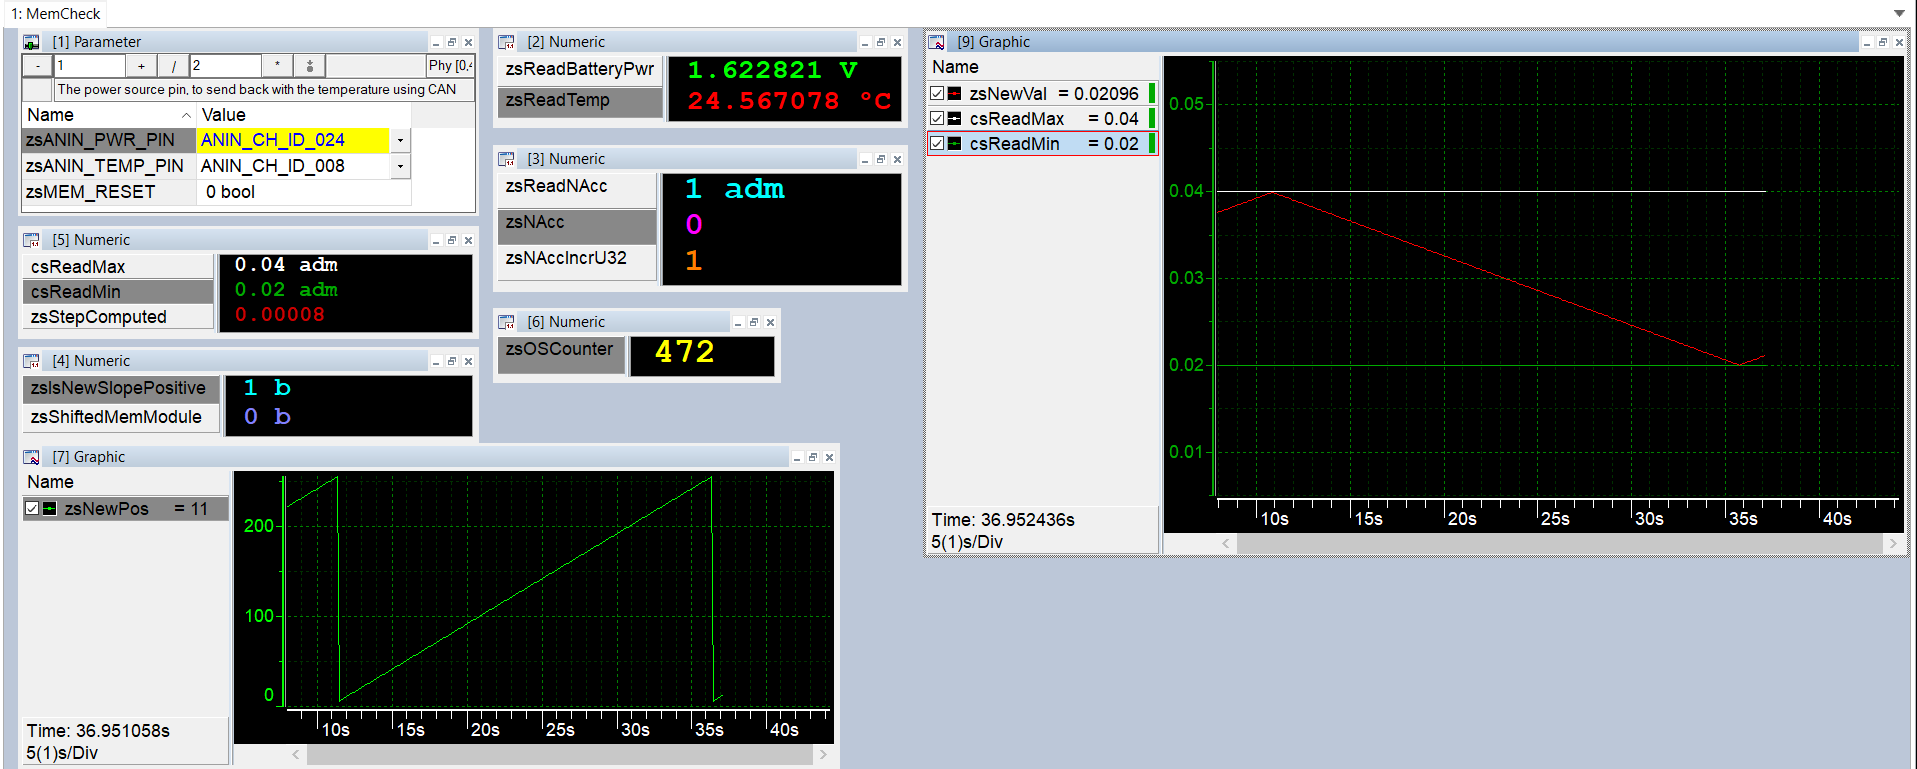 1: MemCheck
[1] Parameter
- 1 + / 2 * Phy [0,
The power source pin, to send back with the temperature using CAN
Name Value
zsANIN_PWR_PIN ANIN_CH_ID_024
zsANIN_TEMP_PIN ANIN_CH_ID_008
zsMEM_RESET 0 bool
[5] Numeric
csReadMax 0.04 adm
csReadMin 0.02 adm
zsStepComputed 0.00008
[4] Numeric
zsIsNewSlopePositive 1 b
zsShiftedMemModule 0 b
[2] Numeric
zsReadBatteryPwr 1.622821 V
zsReadTemp 24.567078 °C
[3] Numeric
zsReadNAcc 1 adm
zsNAcc 0
zsNAccIncrU32 1
[6] Numeric
zsOSCounter 472
[7] Graphic
Name
zsNewPos = 11
200
100
0
10s 15s 20s 25s 30s 35s 40s
Time: 36.951058s
5(1)s/Div
[9] Graphic
Name
zsNewVal = 0.02096
csReadMax = 0.04
csReadMin = 0.02
0.05
0.04
0.03
0.02
0.01
10s 15s 20s 25s 30s 35s 40s
Time: 36.952436s
5(1)s/Div